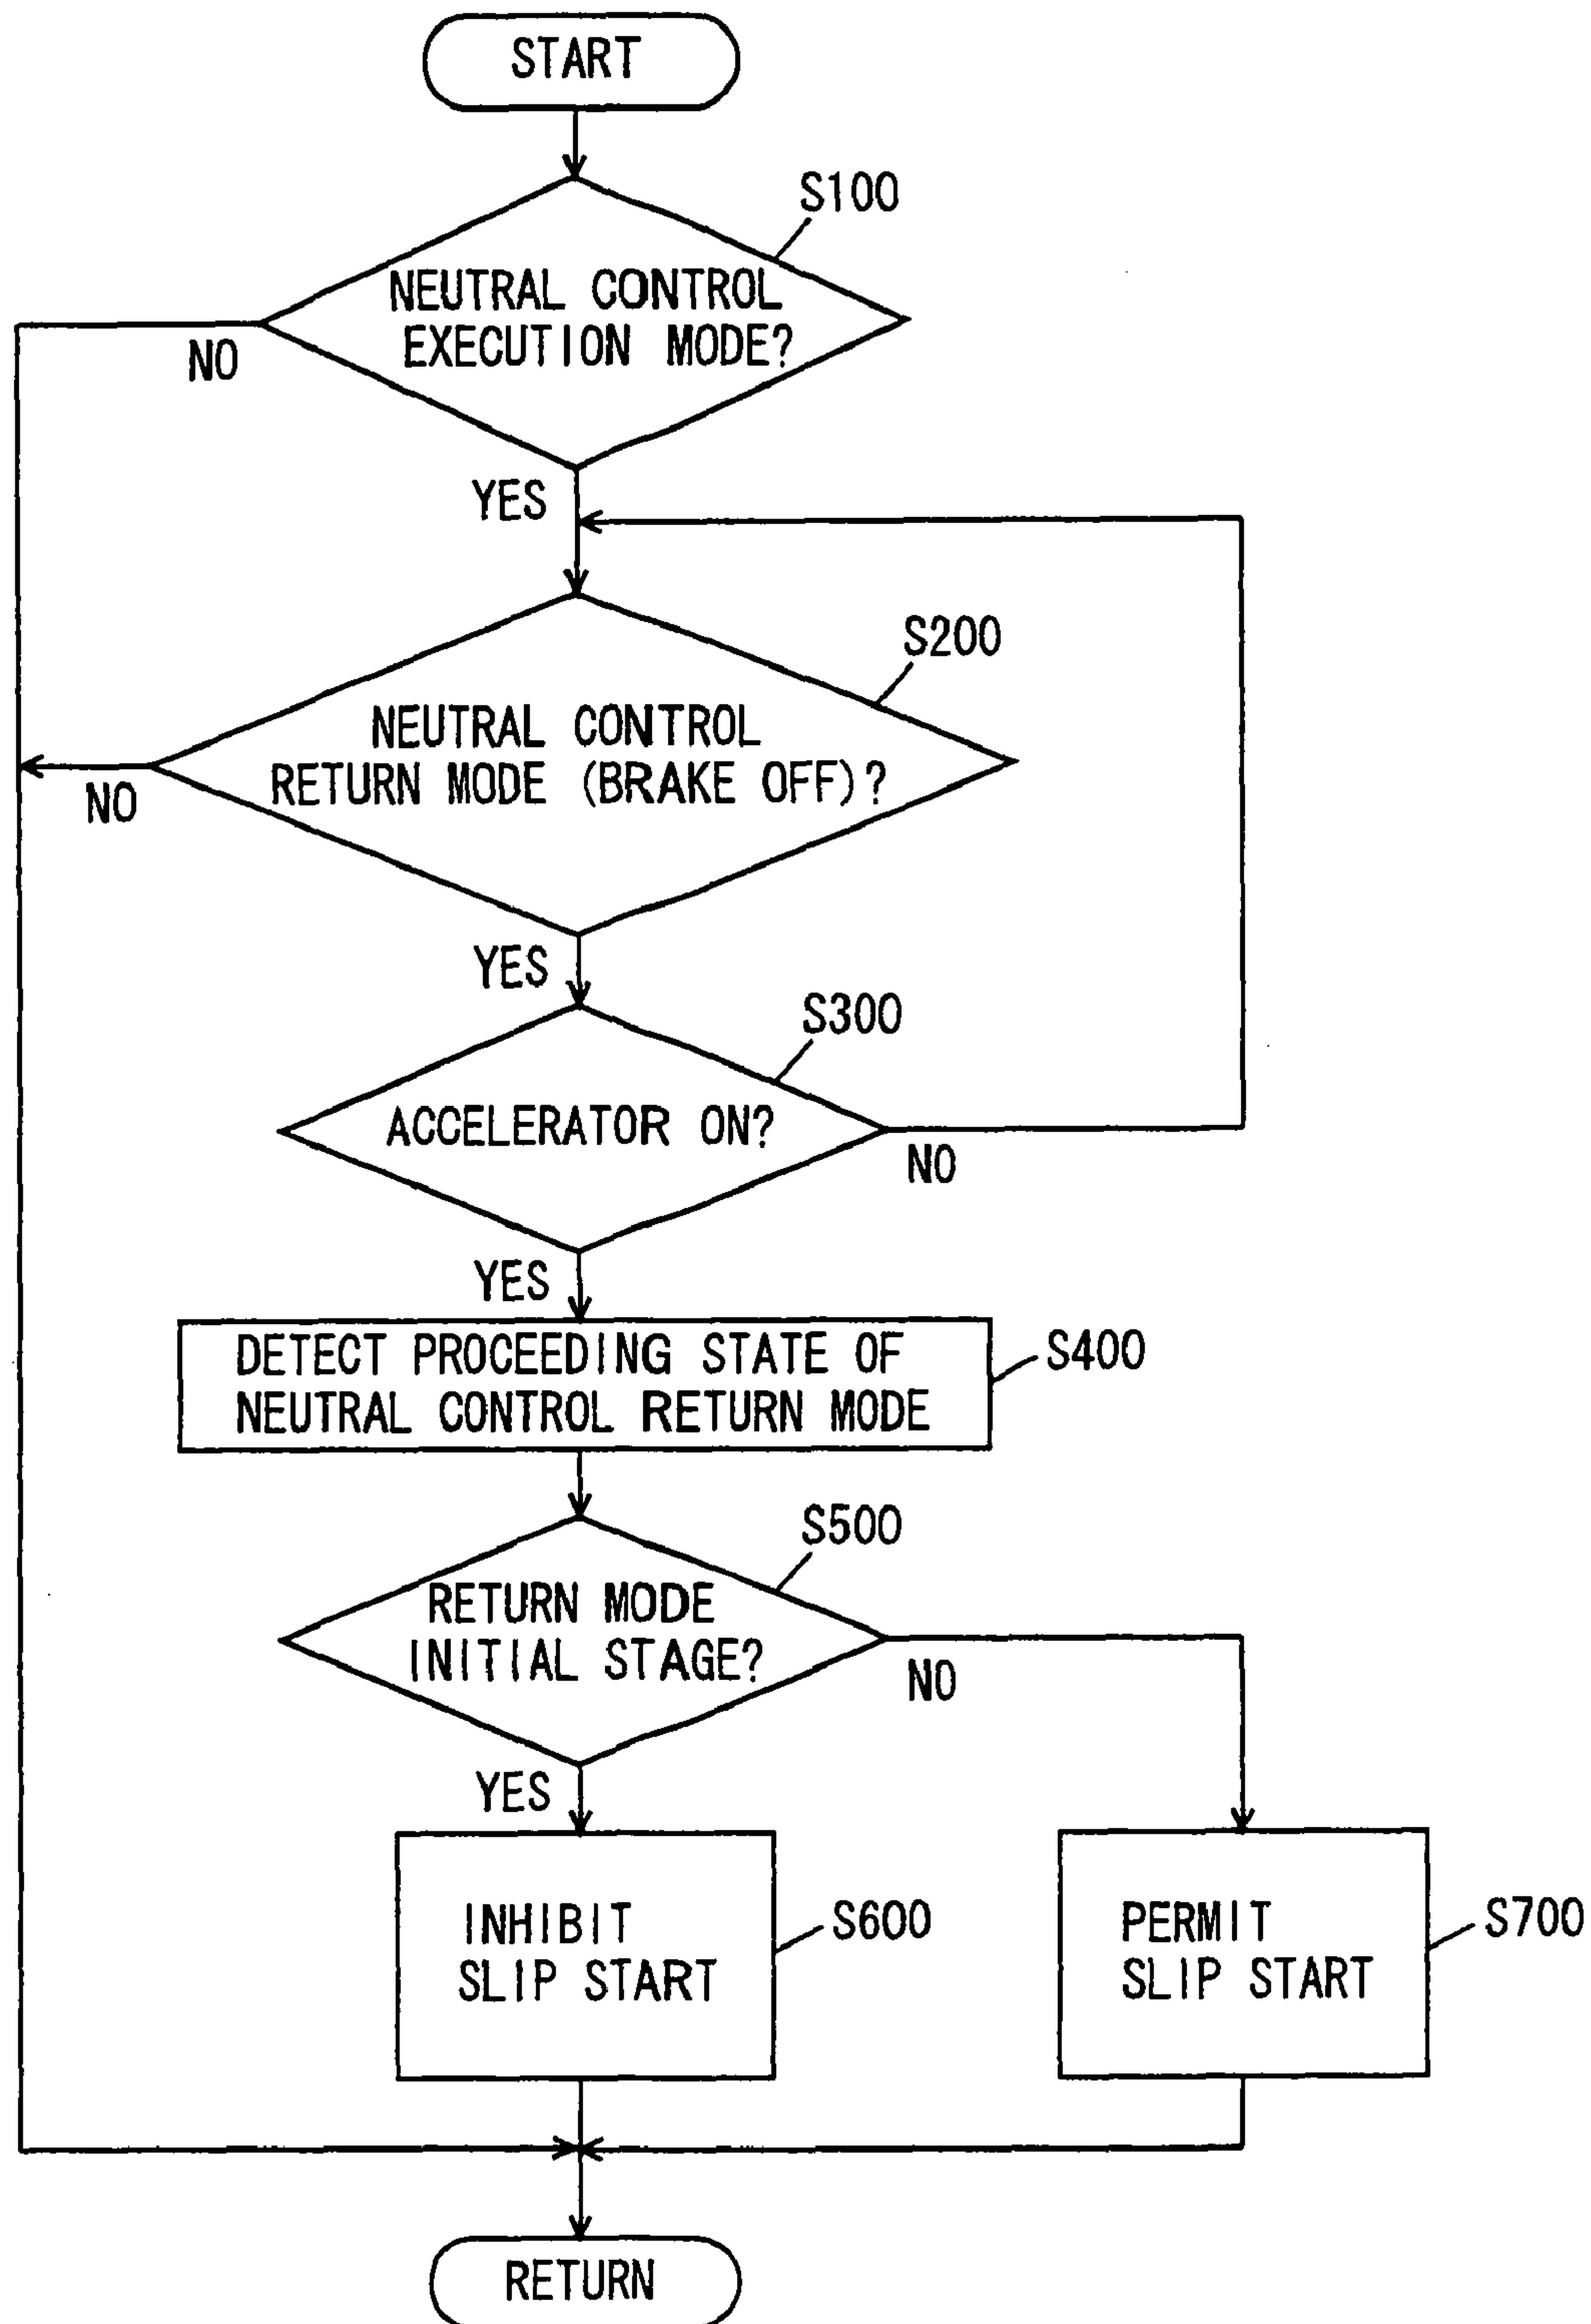 START
S100
NEUTRAL CONTROL
EXECUTION MODE?
NO
YES
S200
NEUTRAL CONTROL
RETURN MODE (BRAKE OFF)?
NO
YES
S300
ACCELERATOR ON?
NO
YES
DETECT PROCEEDING STATE OF
NEUTRAL CONTROL RETURN MODE
S400
S500
RETURN MODE
INITIAL STAGE?
NO
YES
INHIBIT
SLIP START
S600
PERMIT
SLIP START
S700
RETURN